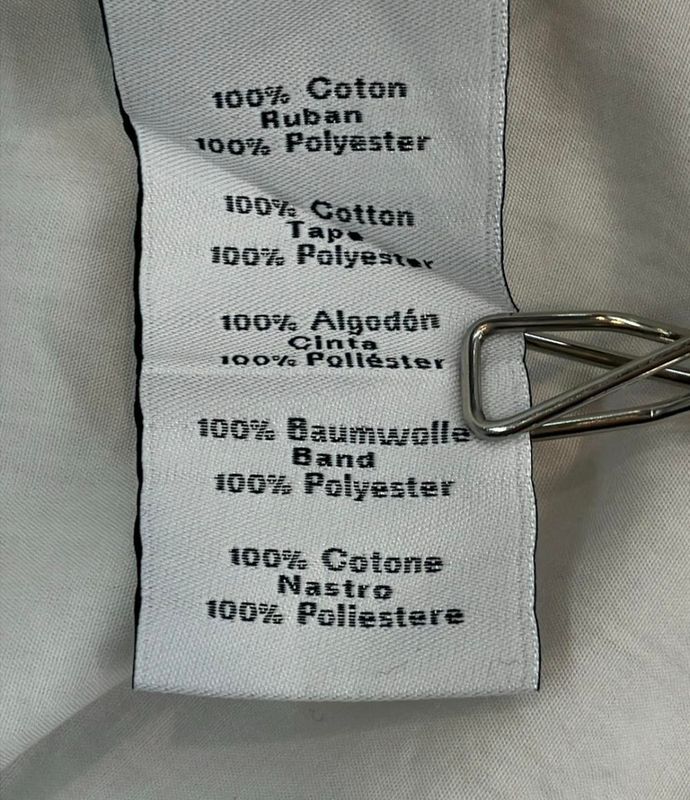 100% Coton
Ruban
100% Polyester
100% Cotton
Tape
100% Polyester
100% Algodón
Cinta
100% Poliéster
100% Baumwolle
Band
100% Polyester
100% Cotone
Nastro
100% Poliestere